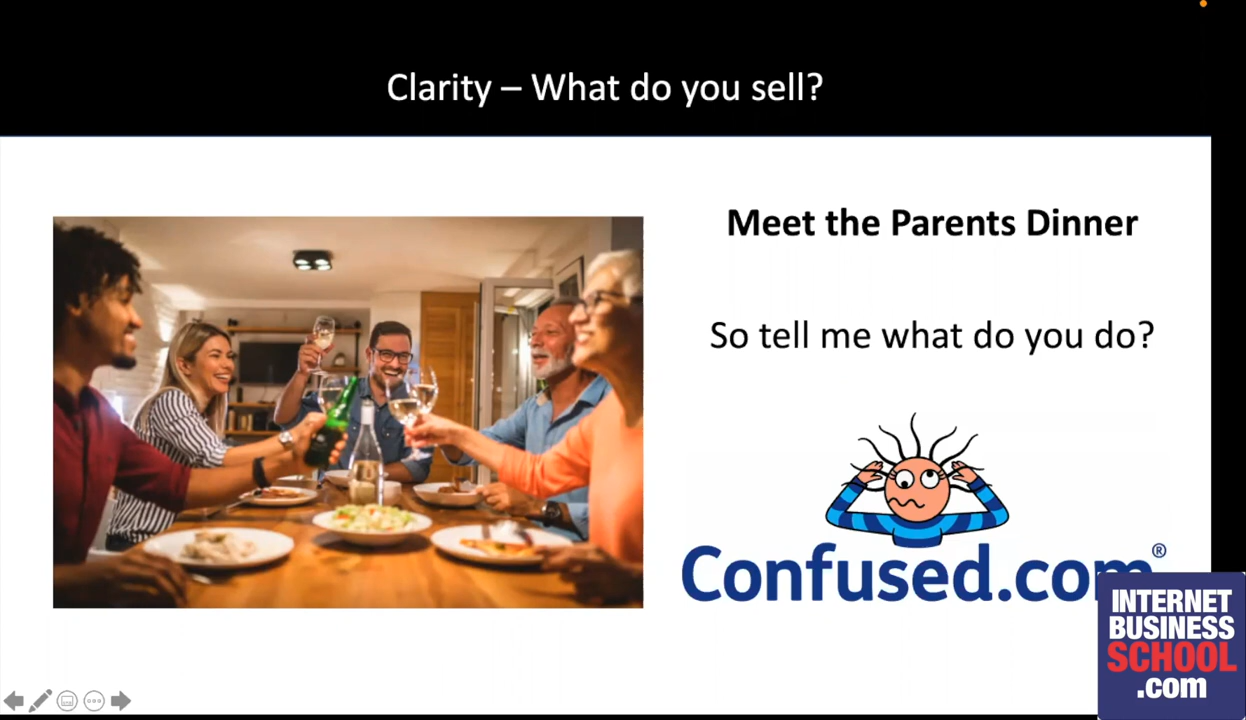 Clarity – What do you sell?
Meet the Parents Dinner
So tell me what do you do?
Confused.com®
INTERNET
BUSINESS
SCHOOL
.com